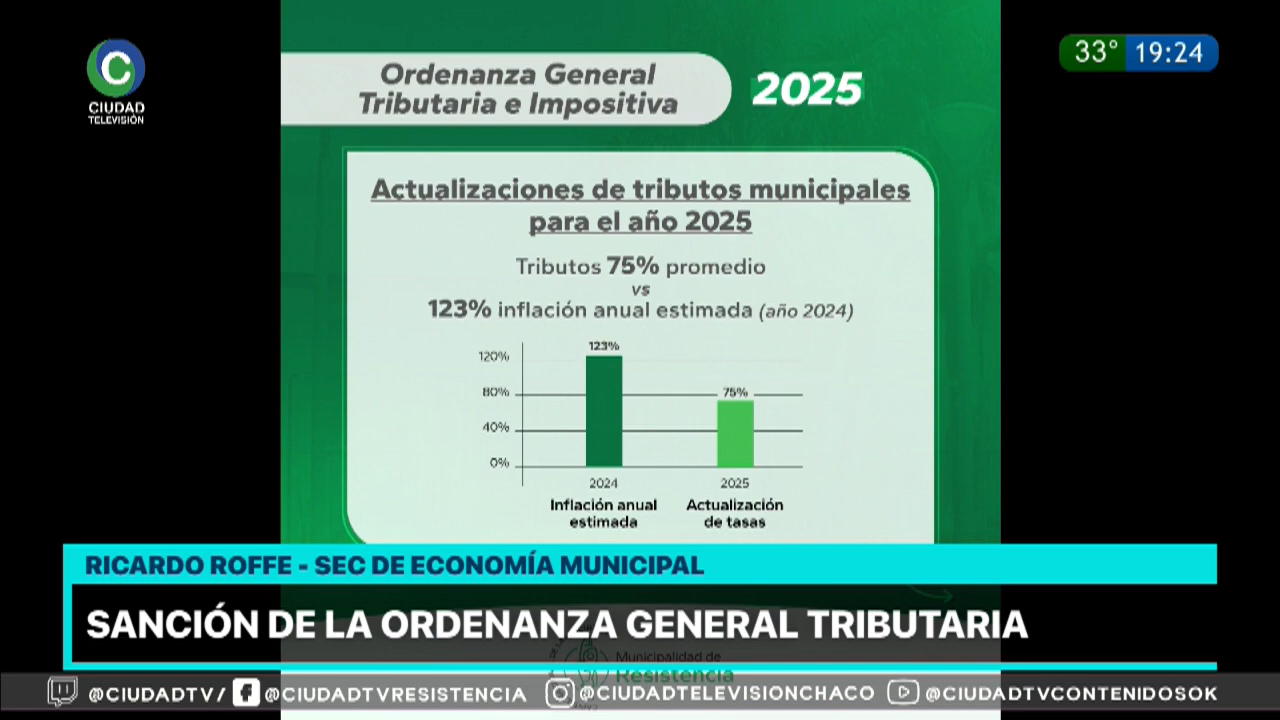 CIUDAD
TELEVISIÓN
33° 19:24
Ordenanza General
Tributaria e Impositiva
2025
Actualizaciones de tributos municipales
para el año 2025
Tributos 75% promedio
vs
123% inflación anual estimada (año 2024)
123%
120%
80%
75%
40%
0%
2024
2025
Inflación anual
estimada
Actualización
de tasas
RICARDO ROFFE - SEC DE ECONOMÍA MUNICIPAL
SANCIÓN DE LA ORDENANZA GENERAL TRIBUTARIA
Municipalidad de
Resistencia
@CIUDADTV / @CIUDADTVRESISTENCIA @CIUDADTELEVISIONCHACO @CIUDADTVCONTENIDOSOK